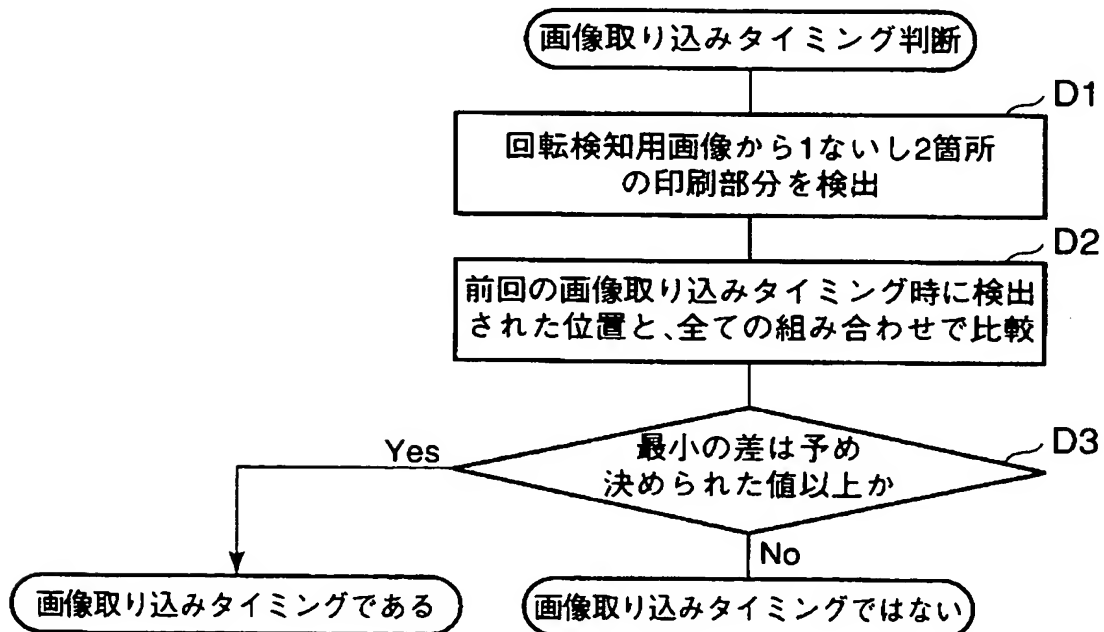 画像取り込みタイミング判断
D1
回転検知用画像から1ないし2箇所
の印刷部分を検出
D2
前回の画像取り込みタイミング時に検出
された位置と、全ての組み合わせで比較
D3
最小の差は予め
決められた値以上か
Yes
No
画像取り込みタイミングである
画像取り込みタイミングではない